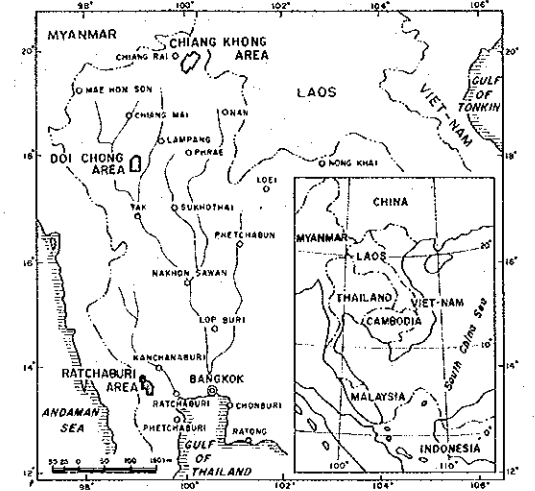 98° 100° 102° 104° 106°
20°
MYANMAR
CHIANG KHONG
AREA
CHIANG RAI
20°
GULF
OF
TONKIN
MAE HON SON
LAOS
VIET-NAM
CHIANG MAI
NAN
LAMPANG
PHRAE
18°
DOI CHONG
AREA
NONG KHAI
18°
LOEI
TAK
SUKHOTHAI
PHETCHABUN
16°
NAKHON SAWAN
16°
LOP BURI
14°
KANCHANABURI
14°
RATCHABURI
AREA
BANGKOK
RATCHABURI
CHONBURI
ANDAMAN
SEA
PHETCHABURI
RATONG
GULF
OF
THAILAND
12°
12°
0 50 100
98° 100° 102° 104° 106°
CHINA
MYANMAR
20°
LAOS
THAILAND
VIET-NAM
CAMBODIA
South China Sea
MALAYSIA
INDONESIA
100°